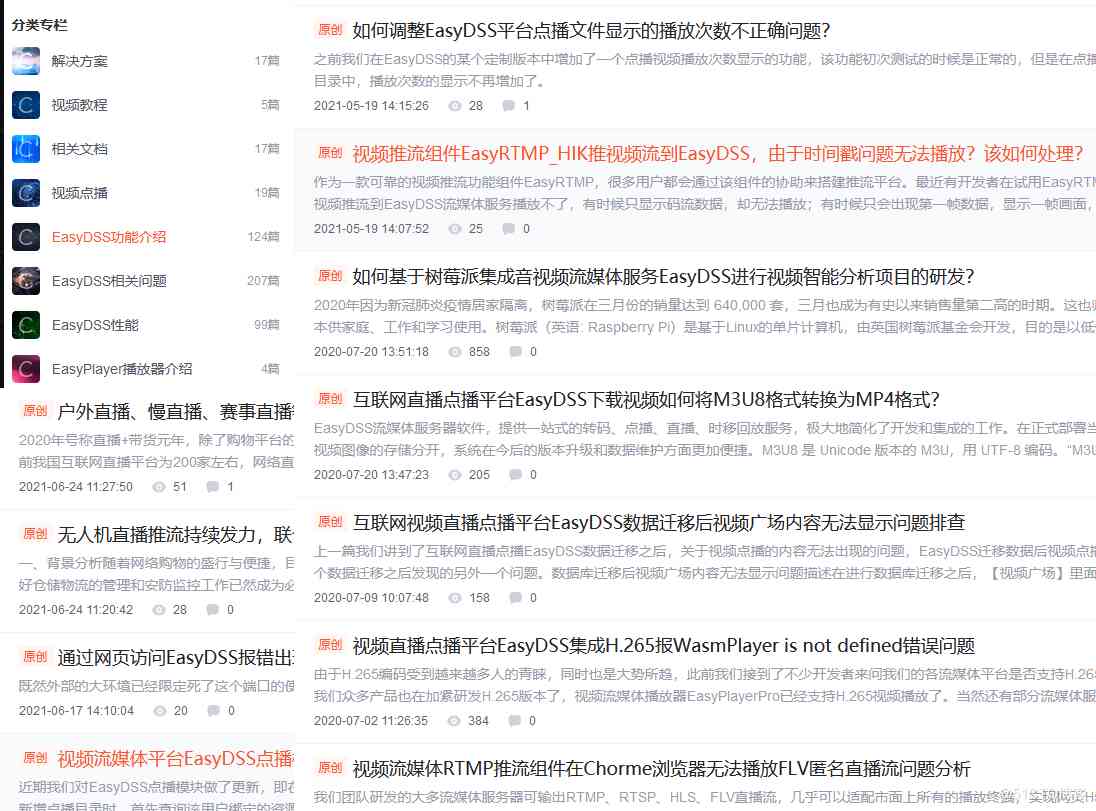 分类专栏
解决方案 17篇
视频教程 5篇
相关文档 17篇
视频点播 19篇
EasyDSS功能介绍 124篇
EasyDSS相关问题 207篇
EasyDSS性能 99篇
EasyPlayer播放器介绍 4篇
原创 户外直播、慢直播、赛事直播
2020年号称直播+带货元年，除了购物平台的
前我国互联网直播平台为200家左右，网络直
2021-06-24 11:27:50 51 1
原创 无人机直播推流持续发力，联
一、背景分析随着网络购物的盛行与便捷，目
好仓储物流的管理和安防监控工作已然成为必
2021-06-24 11:20:42 28 0
原创 通过网页访问EasyDSS报错出
既然外部的大环境已经限定死了这个端口的使
2021-06-17 14:10:04 20 0
原创 视频流媒体平台EasyDSS点播
近期我们对EasyDSS点播模块做了更新，即在
新增点播目录时，首先查询该用户绑定的资源
原创 如何调整EasyDSS平台点播文件显示的播放次数不正确问题？
之前我们在EasyDSS的某个定制版本中增加了一个点播视频播放次数显示的功能，该功能初次测试的时候是正常的，但是在点播
目录中，播放次数的显示不再增加了。
2021-05-19 14:15:26 28 1
原创 视频推流组件EasyRTMP_HIK推视频流到EasyDSS，由于时间戳问题无法播放？该如何处理？
作为一款可靠的视频推流功能组件EasyRTMP，很多用户都会通过该组件的协助来搭建推流平台。最近有开发者在试用EasyRTM
视频推流到EasyDSS流媒体服务播放不了，有时候只显示码流数据，却无法播放；有时候只会出现第一帧数据，显示一帧画面，
2021-05-19 14:07:52 25 0
原创 如何基于树莓派集成音视频流媒体服务EasyDSS进行视频智能分析项目的研发？
2020年因为新冠肺炎疫情居家隔离，树莓派在三月份的销量达到 640,000 套，三月也成为有史以来销售量第二高的时期。这也归
本供家庭、工作和学习使用。树莓派（英语: Raspberry Pi）是基于Linux的单片计算机，由英国树莓派基金会开发，目的是以低
2020-07-20 13:51:18 858 0
原创 互联网直播点播平台EasyDSS下载视频如何将M3U8格式转换为MP4格式？
EasyDSS流媒体服务器软件，提供一站式的转码、点播、直播、时移回放服务，极大地简化了开发和集成的工作。在正式部署当
视频图像的存储分开，系统在今后的版本升级和数据维护方面更加便捷。M3U8 是 Unicode 版本的 M3U，用 UTF-8 编码。“M3U
2020-07-20 13:47:23 205 0
原创 互联网视频直播点播平台EasyDSS数据迁移后视频广场内容无法显示问题排查
上一篇我们讲到了互联网直播点播EasyDSS数据迁移之后，关于视频点播的内容无法出现的问题，EasyDSS迁移数据后视频点播
个数据迁移之后发现的另外一个问题。数据库迁移后视频广场内容无法显示问题描述在进行数据库迁移之后，【视频广场】里面
2020-07-09 10:07:48 158 0
原创 视频直播点播平台EasyDSS集成H.265报WasmPlayer is not defined错误问题
由于H.265编码受到越来越多人的青睐，同时也是大势所趋，此前我们接到了不少开发者来问我们的各流媒体平台是否支持H.265
我们众多产品也在加紧研发H.265版本了，视频流媒体播放器EasyPlayerPro已经支持H.265视频播放了。当然还有部分流媒体服
2020-07-02 11:26:35 384 0
原创 视频流媒体RTMP推流组件在Chorme浏览器无法播放FLV匿名直播流问题分析
我们团队研发的大多流媒体服务器可输出RTMP、RTSP、HLS、FLV直播流，几乎可以适配市面上所有的播放终端，实现网页H5